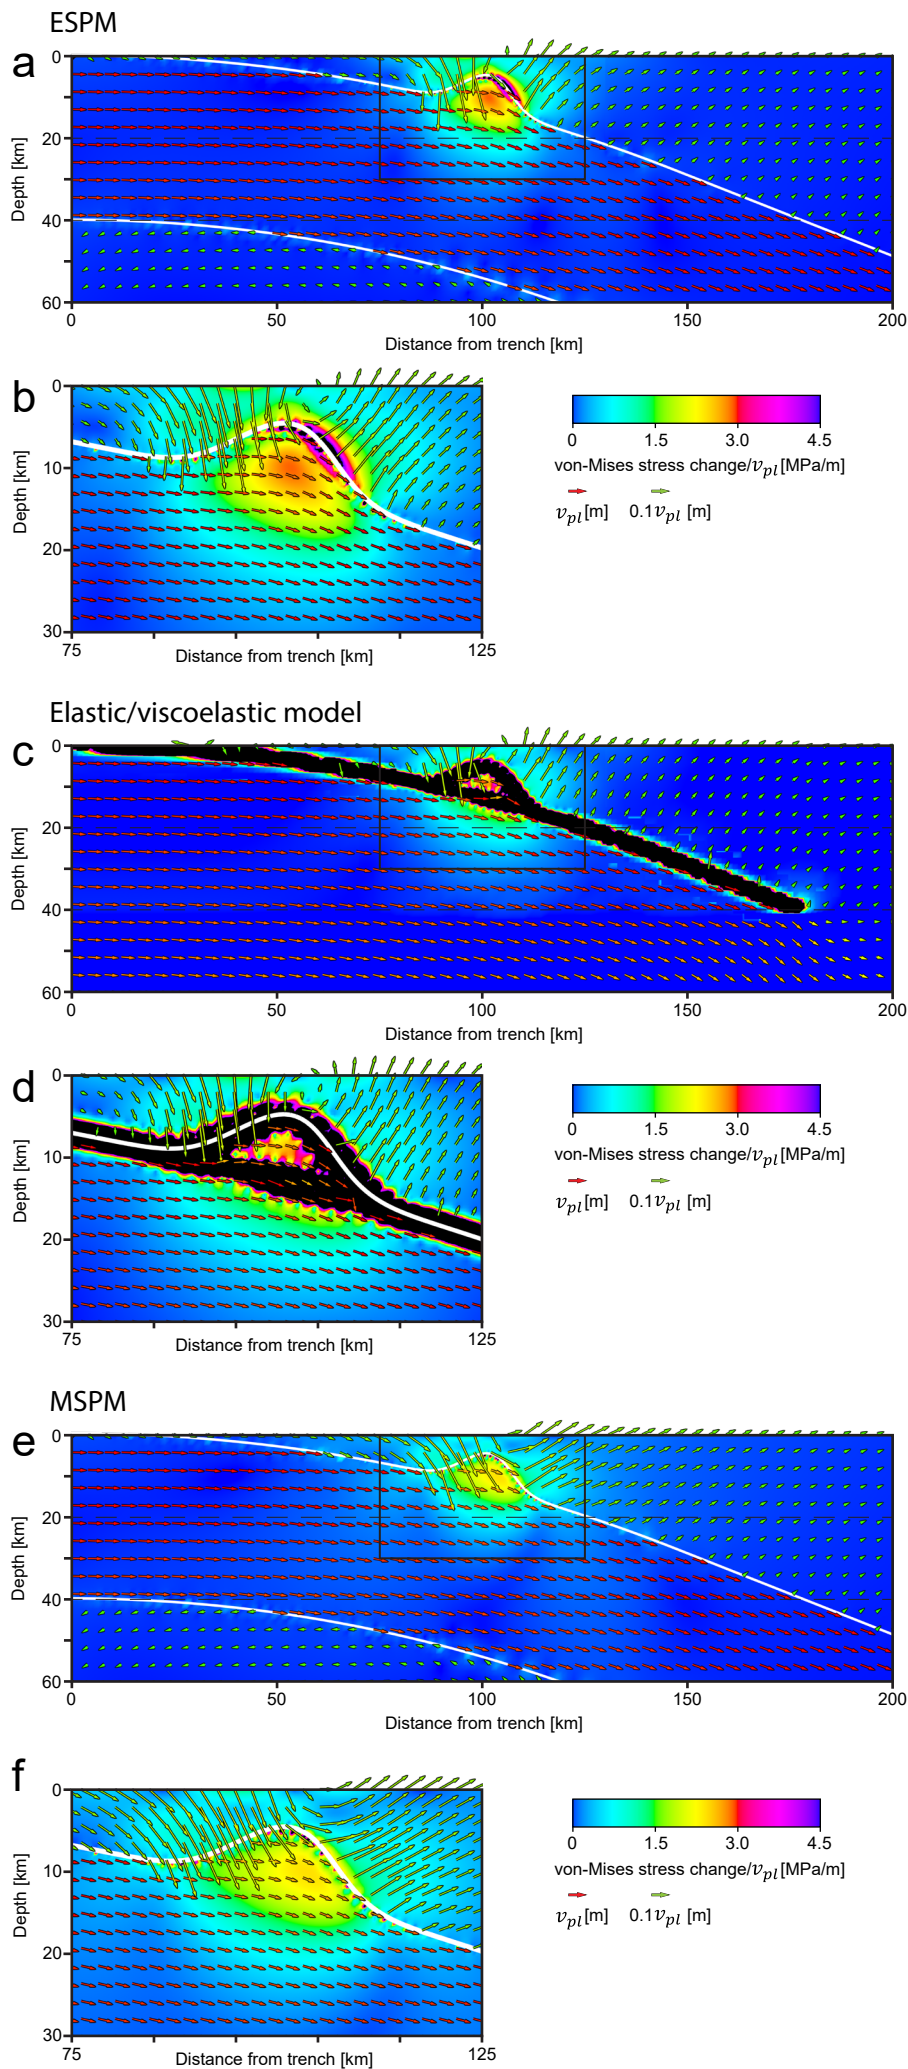 ESPM
a
0
20
40
60
Depth [km]
0 50 100 150 200
Distance from trench [km]
b
0
10
20
30
Depth [km]
75 125
Distance from trench [km]
0 1.5 3.0 4.5
von-Mises stress change/v_pl [MPa/m]
v_pl [m] 0.1v_pl [m]
Elastic/viscoelastic model
c
0
20
40
60
Depth [km]
0 50 100 150 200
Distance from trench [km]
d
0
10
20
30
Depth [km]
75 125
Distance from trench [km]
0 1.5 3.0 4.5
von-Mises stress change/v_pl [MPa/m]
v_pl [m] 0.1v_pl [m]
MSPM
e
0
20
40
60
Depth [km]
0 50 100 150 200
Distance from trench [km]
f
0
10
20
30
Depth [km]
75 125
Distance from trench [km]
0 1.5 3.0 4.5
von-Mises stress change/v_pl [MPa/m]
v_pl [m] 0.1v_pl [m]